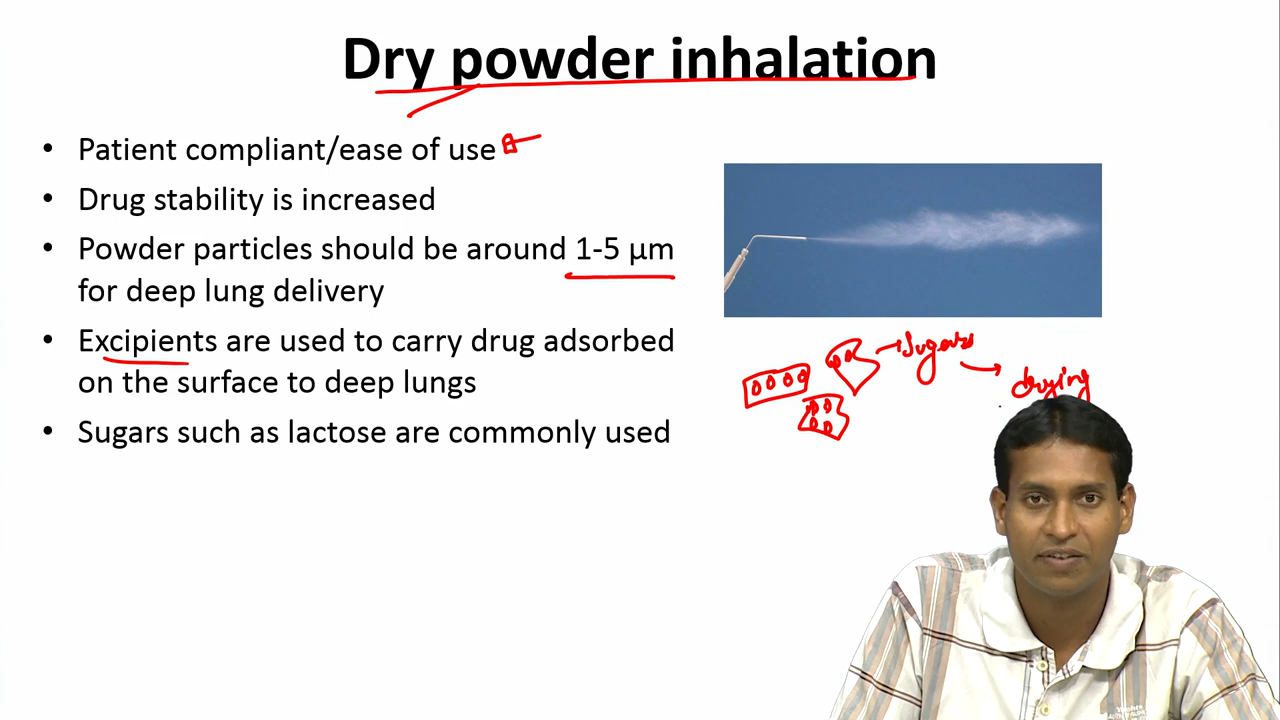 Dry powder inhalation
• Patient compliant/ease of use
• Drug stability is increased
• Powder particles should be around 1-5 µm
for deep lung delivery
• Excipients are used to carry drug adsorbed
on the surface to deep lungs
• Sugars such as lactose are commonly used
Sugars
drying